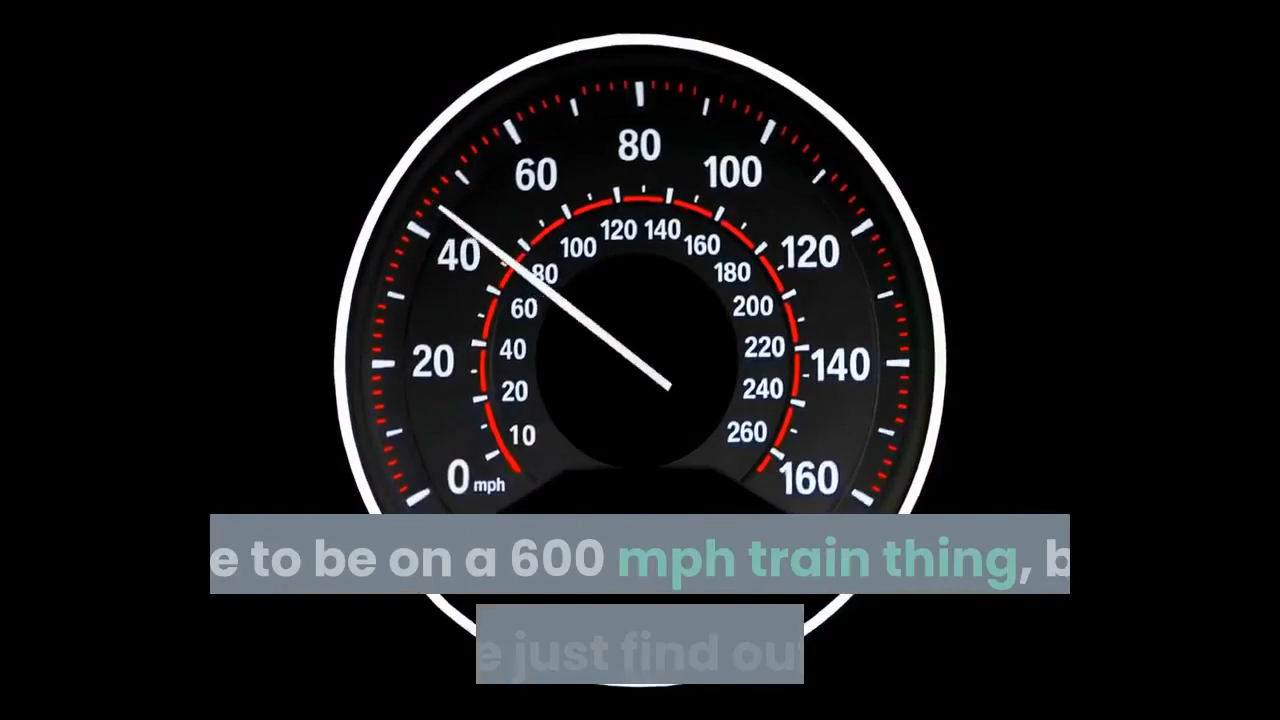 80
60 100
120 140
100 160
40 120
80 180
60 200
20 40 220 140
20 240
10 260
0 mph 160
e to be on a 600 mph train thing, b
e just find ou